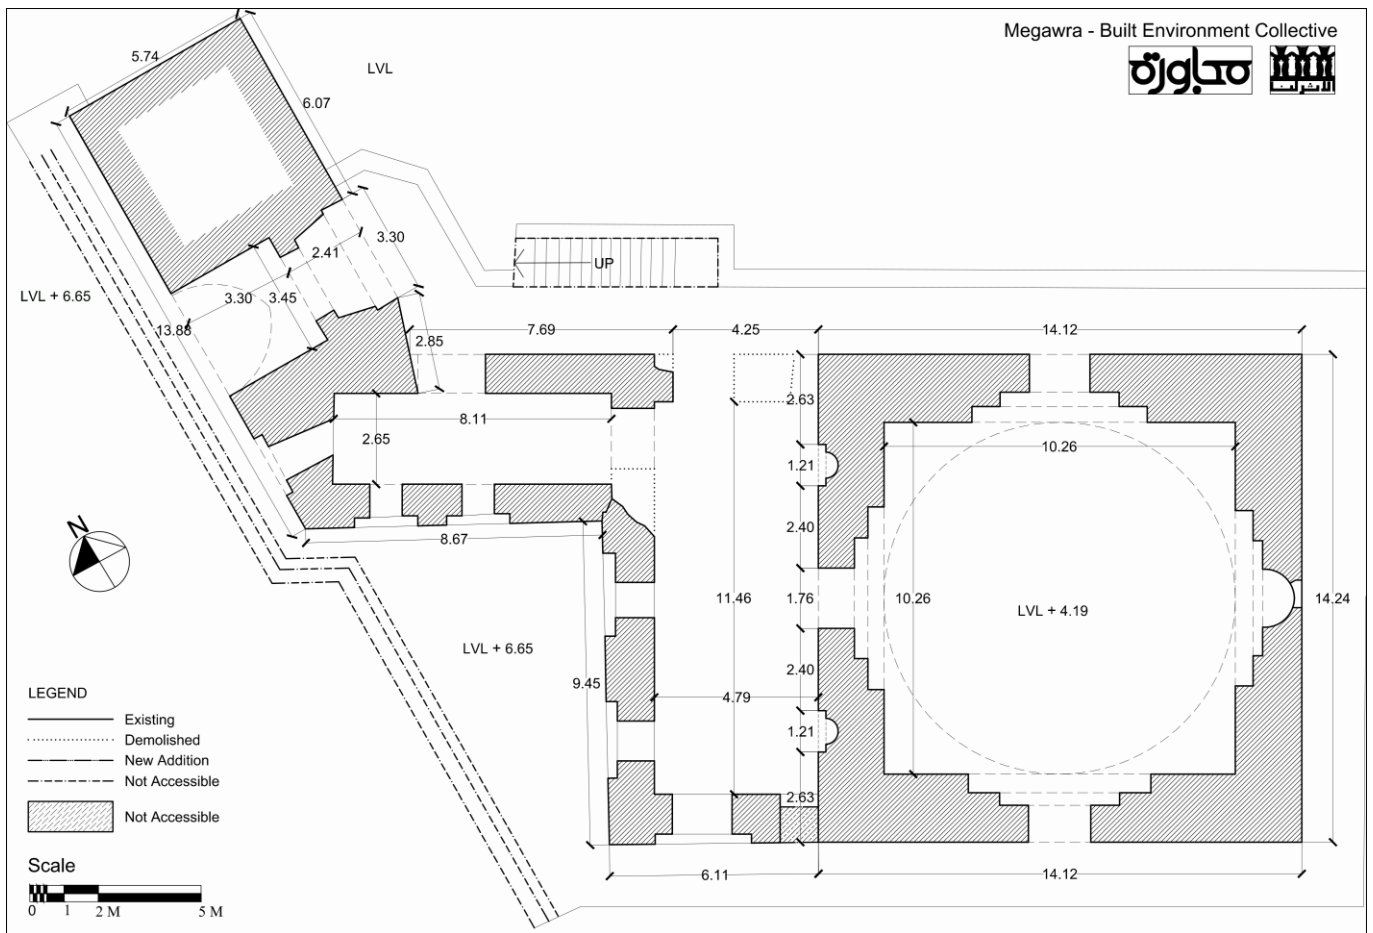 Megawra - Built Environment Collective
مجاورة
5.74
LVL
6.07
3.30
2.41
UP
LVL + 6.65
3.30
3.45
13.88
2.85
7.69
4.25
14.12
2.63
8.11
2.65
10.26
1.21
2.40
N
8.67
11.46
1.76
10.26
LVL + 4.19
14.24
LVL + 6.65
2.40
9.45
4.79
1.21
2.63
6.11
14.12
LEGEND
Existing
Demolished
New Addition
Not Accessible
Not Accessible
Scale
0 1 2 M 5 M